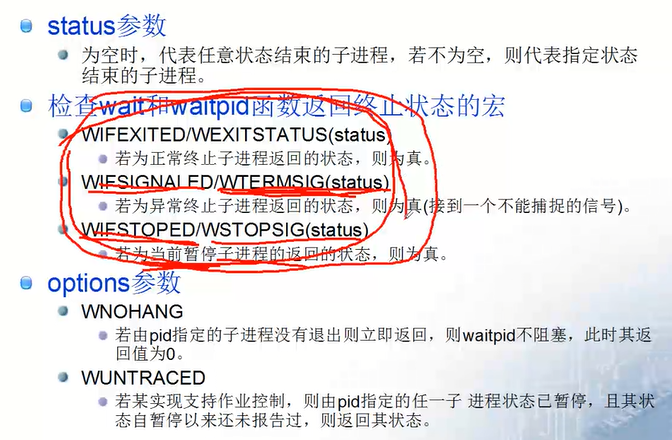 status参数
为空时，代表任意状态结束的子进程，若不为空，则代表指定状态
结束的子进程。
检查wait和waitpid函数返回终止状态的宏
WIFEXITED/WEXITSTATUS(status)
若为正常终止子进程返回的状态，则为真。
WIFSIGNALED/WTERMSIG(status)
若为异常终止子进程返回的状态，则为真(接到一个不能捕捉的信号)。
WIFSTOPED/WSTOPSIG(status)
若为当前暂停子进程的返回的状态，则为真。
options参数
WNOHANG
若由pid指定的子进程没有退出则立即返回，则waitpid不阻塞，此时其返
回值为0。
WUNTRACED
若某实现支持作业控制，则由pid指定的任一子 进程状态已暂停，且其状
态自暂停以来还未报告过，则返回其状态。